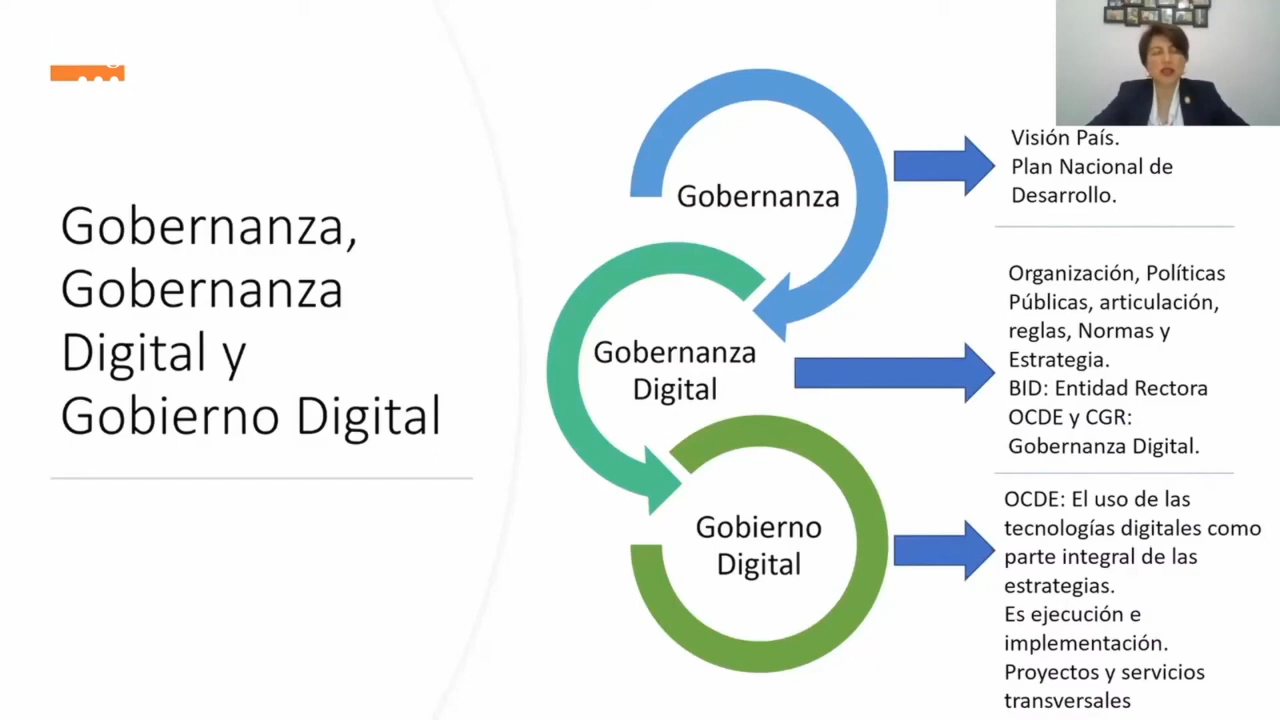 Gobernanza,
Gobernanza
Digital y
Gobierno Digital
Gobernanza
Visión País.
Plan Nacional de
Desarrollo.
Gobernanza
Digital
Organización, Políticas
Públicas, articulación,
reglas, Normas y
Estrategia.
BID: Entidad Rectora
OCDE y CGR:
Gobernanza Digital.
Gobierno
Digital
OCDE: El uso de las
tecnologías digitales como
parte integral de las
estrategias.
Es ejecución e
implementación.
Proyectos y servicios
transversales